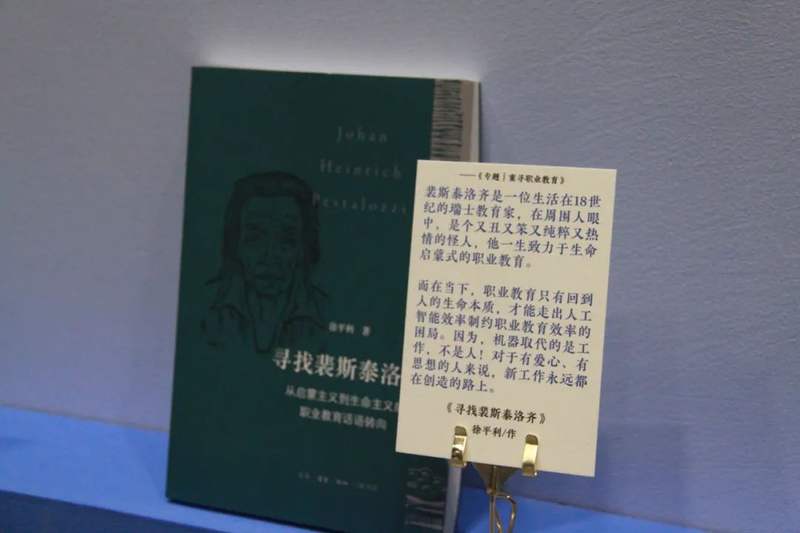 Johan
Heinrich
Pestalozzi
徐平利 著
寻找裴斯泰洛
从启蒙主义到生命主义的
职业教育话语转向
——《专题｜重寻职业教育》
裴斯泰洛齐是一位生活在18世
纪的瑞士教育家，在周围人眼
中，是个又丑又笨又纯粹又热
情的怪人，他一生致力于生命
启蒙式的职业教育。
而在当下，职业教育只有回到
人的生命本质，才能走出人工
智能效率制约职业教育效率的
困局。因为，机器取代的是工
作，不是人！对于有爱心、有
思想的人来说，新工作永远都
在创造的路上。
《寻找裴斯泰洛齐》
徐平利/作